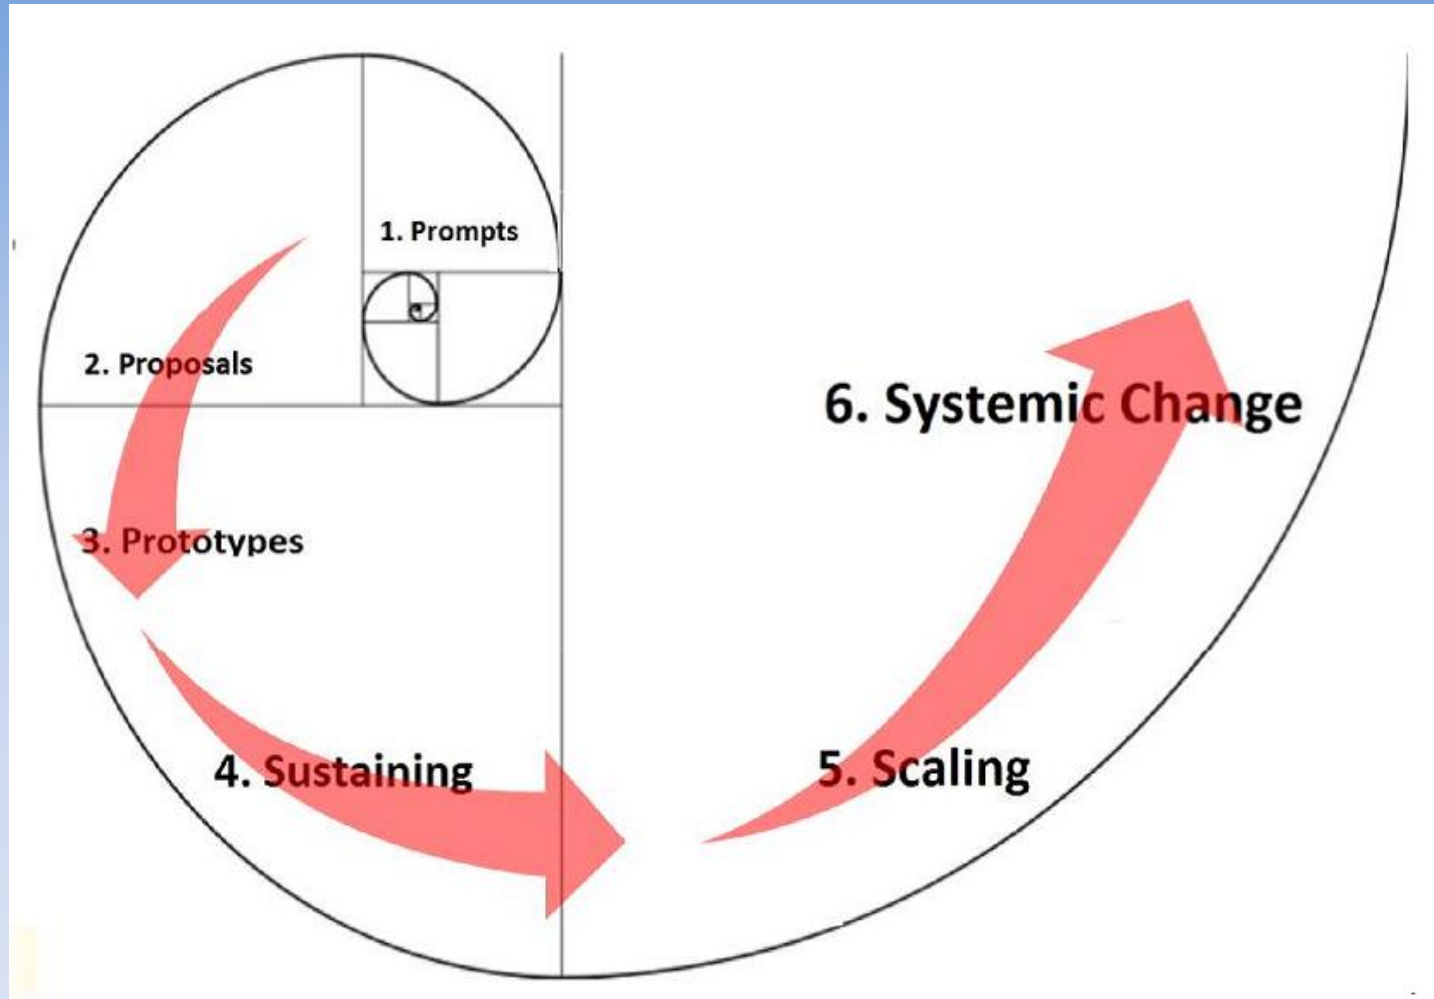 1. Prompts
2. Proposals
3. Prototypes
4. Sustaining
5. Scaling
6. Systemic Change